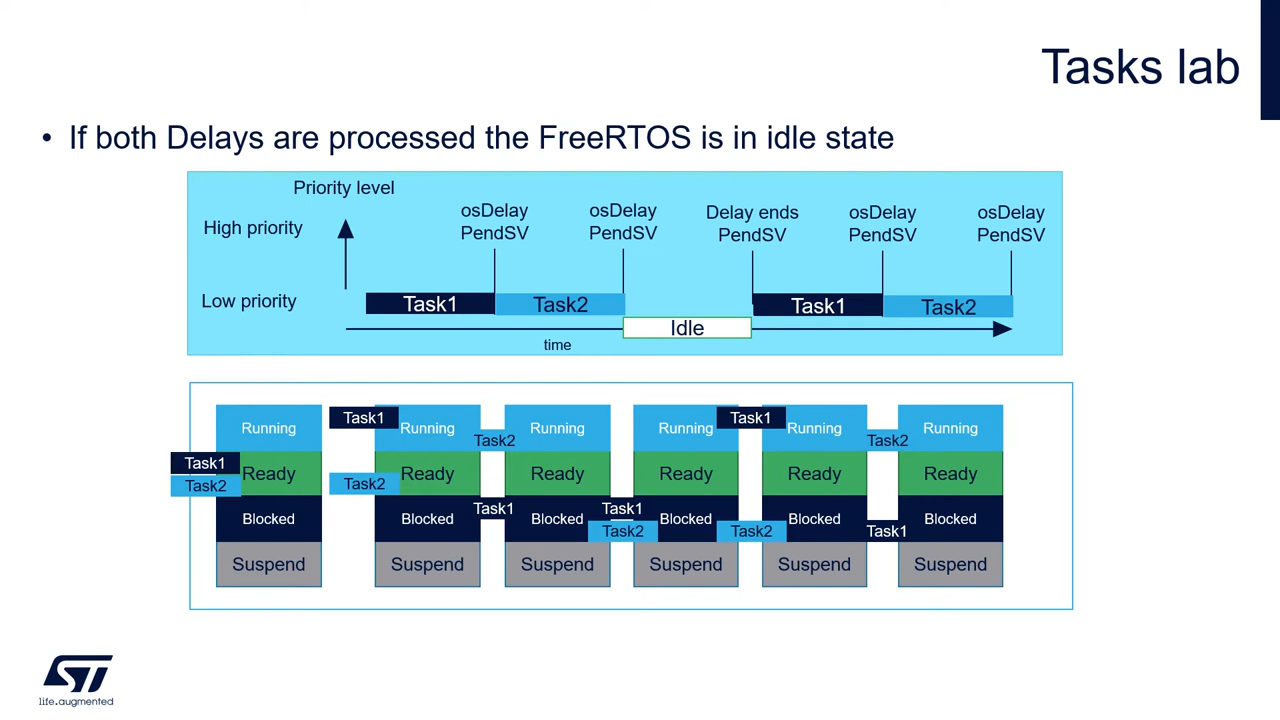 Tasks lab
• If both Delays are processed the FreeRTOS is in idle state
Priority level
High priority
Low priority
osDelay
PendSV
osDelay
PendSV
Delay ends
PendSV
osDelay
PendSV
osDelay
PendSV
Task1
Task2
Idle
Task1
Task2
time
Task1
Task2
Running
Ready
Blocked
Suspend
Task1
Task2
Running
Ready
Blocked
Suspend
Task2
Task1
Running
Ready
Blocked
Suspend
Task1
Task2
Running
Ready
Blocked
Suspend
Task1
Task2
Running
Ready
Blocked
Suspend
Task2
Task1
Running
Ready
Blocked
Suspend
ST
life.augmented